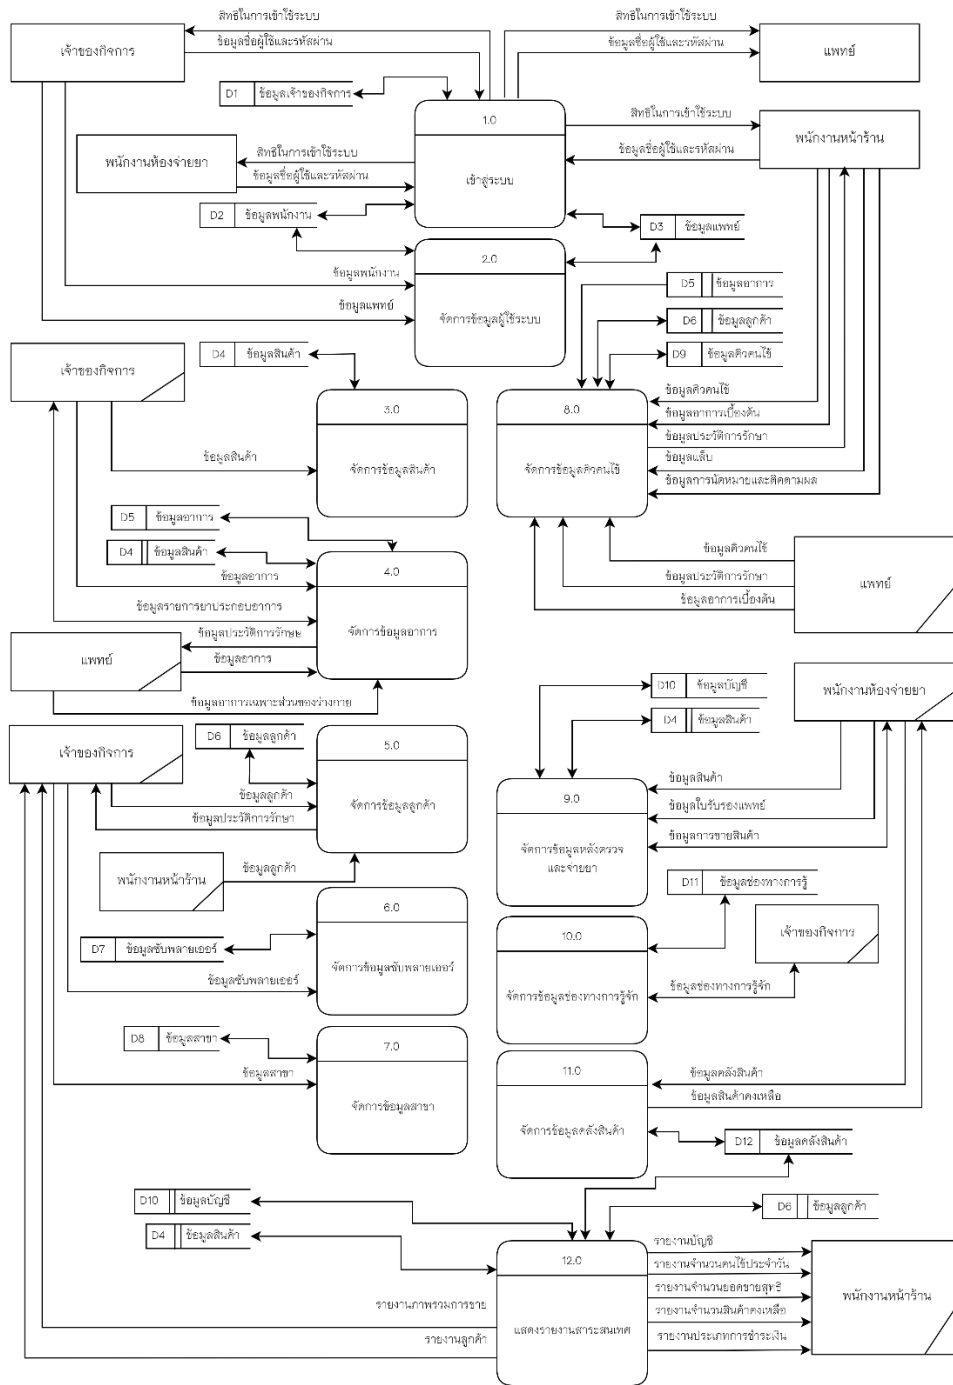 สิทธิในการเข้าใช้ระบบ
สิทธิในการเข้าใช้ระบบ
เจ้าของกิจการ
ข้อมูลชื่อผู้ใช้และรหัสผ่าน
ข้อมูลชื่อผู้ใช้และรหัสผ่าน
แพทย์
D1 ข้อมูลเจ้าของกิจการ
1.0
เข้าสู่ระบบ
สิทธิในการเข้าใช้ระบบ
พนักงานหน้าร้าน
ข้อมูลชื่อผู้ใช้และรหัสผ่าน
พนักงานห้องจ่ายยา
สิทธิในการเข้าใช้ระบบ
ข้อมูลชื่อผู้ใช้และรหัสผ่าน
D2 ข้อมูลพนักงาน
D3 ข้อมูลแพทย์
2.0
จัดการข้อมูลผู้ใช้ระบบ
ข้อมูลพนักงาน
ข้อมูลแพทย์
D5 ข้อมูลอาการ
D6 ข้อมูลลูกค้า
D9 ข้อมูลคิวคนไข้
เจ้าของกิจการ
D4 ข้อมูลสินค้า
3.0
จัดการข้อมูลสินค้า
ข้อมูลสินค้า
8.0
จัดการข้อมูลคิวคนไข้
ข้อมูลคิวคนไข้
ข้อมูลอาการเบื้องต้น
ข้อมูลประวัติการรักษา
ข้อมูลแล็บ
ข้อมูลการนัดหมายและติดตามผล
D5 ข้อมูลอาการ
D4 ข้อมูลสินค้า
4.0
จัดการข้อมูลอาการ
ข้อมูลอาการ
ข้อมูลรายการยาประกอบอาการ
ข้อมูลประวัติการรักษษ
แพทย์
ข้อมูลอาการ
ข้อมูลอาการเฉพาะส่วนของร่างกาย
ข้อมูลคิวคนไข้
ข้อมูลประวัติการรักษา
ข้อมูลอาการเบื้องต้น
แพทย์
D10 ข้อมูลบัญชี
D4 ข้อมูลสินค้า
พนักงานห้องจ่ายยา
D6 ข้อมูลลูกค้า
เจ้าของกิจการ
5.0
จัดการข้อมูลลูกค้า
ข้อมูลลูกค้า
ข้อมูลประวัติการรักษา
พนักงานหน้าร้าน
ข้อมูลลูกค้า
9.0
จัดการข้อมูลหลังตรวจ
และจ่ายยา
ข้อมูลสินค้า
ข้อมูลใบรับรองแพทย์
ข้อมูลการขายสินค้า
D11 ข้อมูลช่องทางการรู้
เจ้าของกิจการ
6.0
จัดการข้อมูลซับพลายเออร์
D7 ข้อมูลซับพลายเออร์
ข้อมูลซับพลายเออร์
10.0
จัดการข้อมูลช่องทางการรู้จัก
ข้อมูลช่องทางการรู้จัก
D8 ข้อมูลสาขา
7.0
จัดการข้อมูลสาขา
ข้อมูลสาขา
11.0
จัดการข้อมูลคลังสินค้า
ข้อมูลคลังสินค้า
ข้อมูลสินค้าคงเหลือ
D12 ข้อมูลคลังสินค้า
D10 ข้อมูลบัญชี
D6 ข้อมูลลูกค้า
D4 ข้อมูลสินค้า
12.0
แสดงรายงานสาระสนเทศ
รายงานภาพรวมการขาย
รายงานลูกค้า
รายงานบัญชี
รายงานจำนวนคนไข้ประจำวัน
รายงานจำนวนยอดขายสุทธิ
รายงานจำนวนสินค้าคงเหลือ
รายงานประเภทการชำระเงิน
พนักงานหน้าร้าน